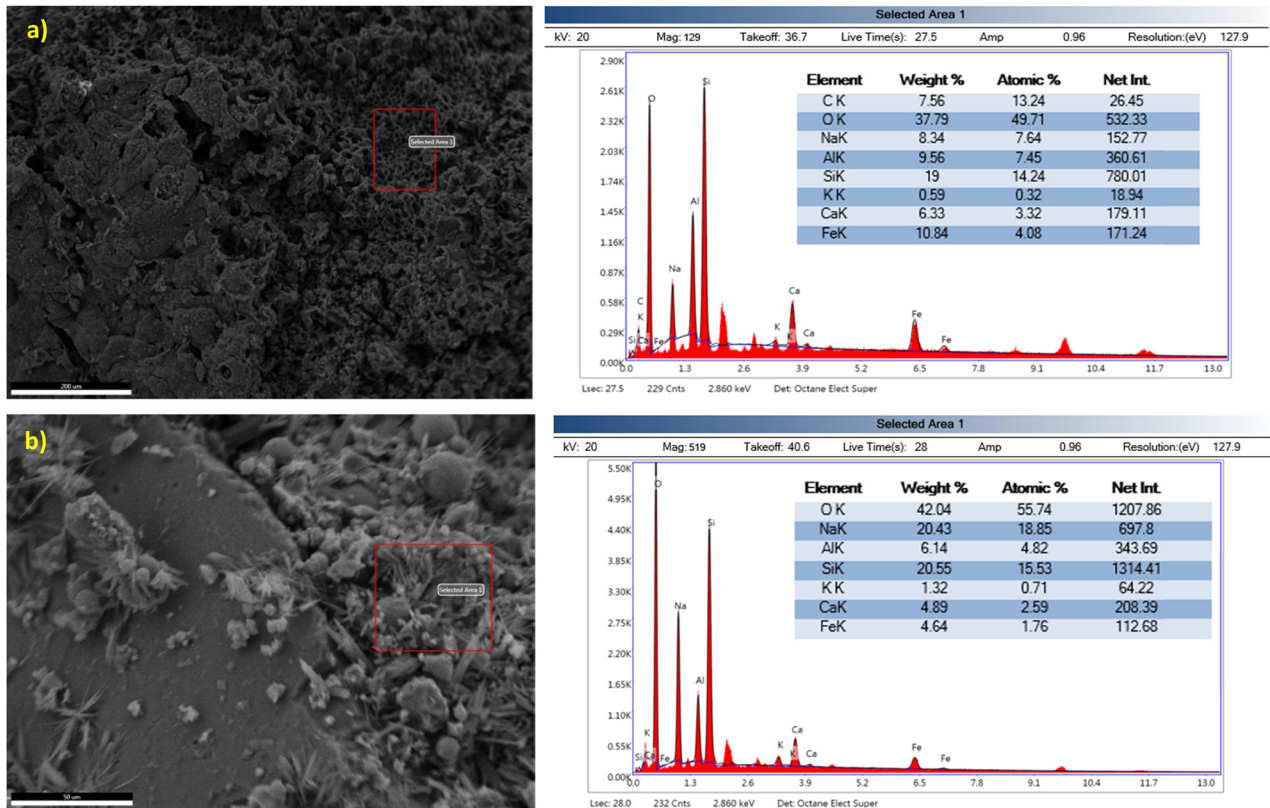 a)
Selected Area 1
200 um
Selected Area 1
kV: 20 Mag: 129 Takeoff: 36.7 Live Time(s): 27.5 Amp 0.96 Resolution:(eV) 127.9
Element Weight % Atomic % Net Int.
C K 7.56 13.24 26.45
O K 37.79 49.71 532.33
NaK 8.34 7.64 152.77
AlK 9.56 7.45 360.61
SiK 19 14.24 780.01
K K 0.59 0.32 18.94
CaK 6.33 3.32 179.11
FeK 10.84 4.08 171.24
2.90K
2.61K
2.32K
2.03K
1.74K
1.45K
1.16K
0.87K
0.58K
0.29K
0.00K
O
Si
Al
Na
Ca
C
K
Si Ca Fe
K
K
Ca
Fe
Fe
0.0 1.3 2.6 3.9 5.2 6.5 7.8 9.1 10.4 11.7 13.0
Lsec: 27.5 229 Cnts 2.860 keV Det: Octane Elect Super
b)
Selected Area 1
50 um
Selected Area 1
kV: 20 Mag: 519 Takeoff: 40.6 Live Time(s): 28 Amp 0.96 Resolution:(eV) 127.9
Element Weight % Atomic % Net Int.
O K 42.04 55.74 1207.86
NaK 20.43 18.85 697.8
AlK 6.14 4.82 343.69
SiK 20.55 15.53 1314.41
K K 1.32 0.71 64.22
CaK 4.89 2.59 208.39
FeK 4.64 1.76 112.68
5.50K
4.95K
4.40K
3.85K
3.30K
2.75K
2.20K
1.65K
1.10K
0.55K
0.00K
O
Si
Na
Al
Ca
K
Si Ca Fe
K
K
Ca
Fe
Fe
0.0 1.3 2.6 3.9 5.2 6.5 7.8 9.1 10.4 11.7 13.0
Lsec: 28.0 232 Cnts 2.860 keV Det: Octane Elect Super